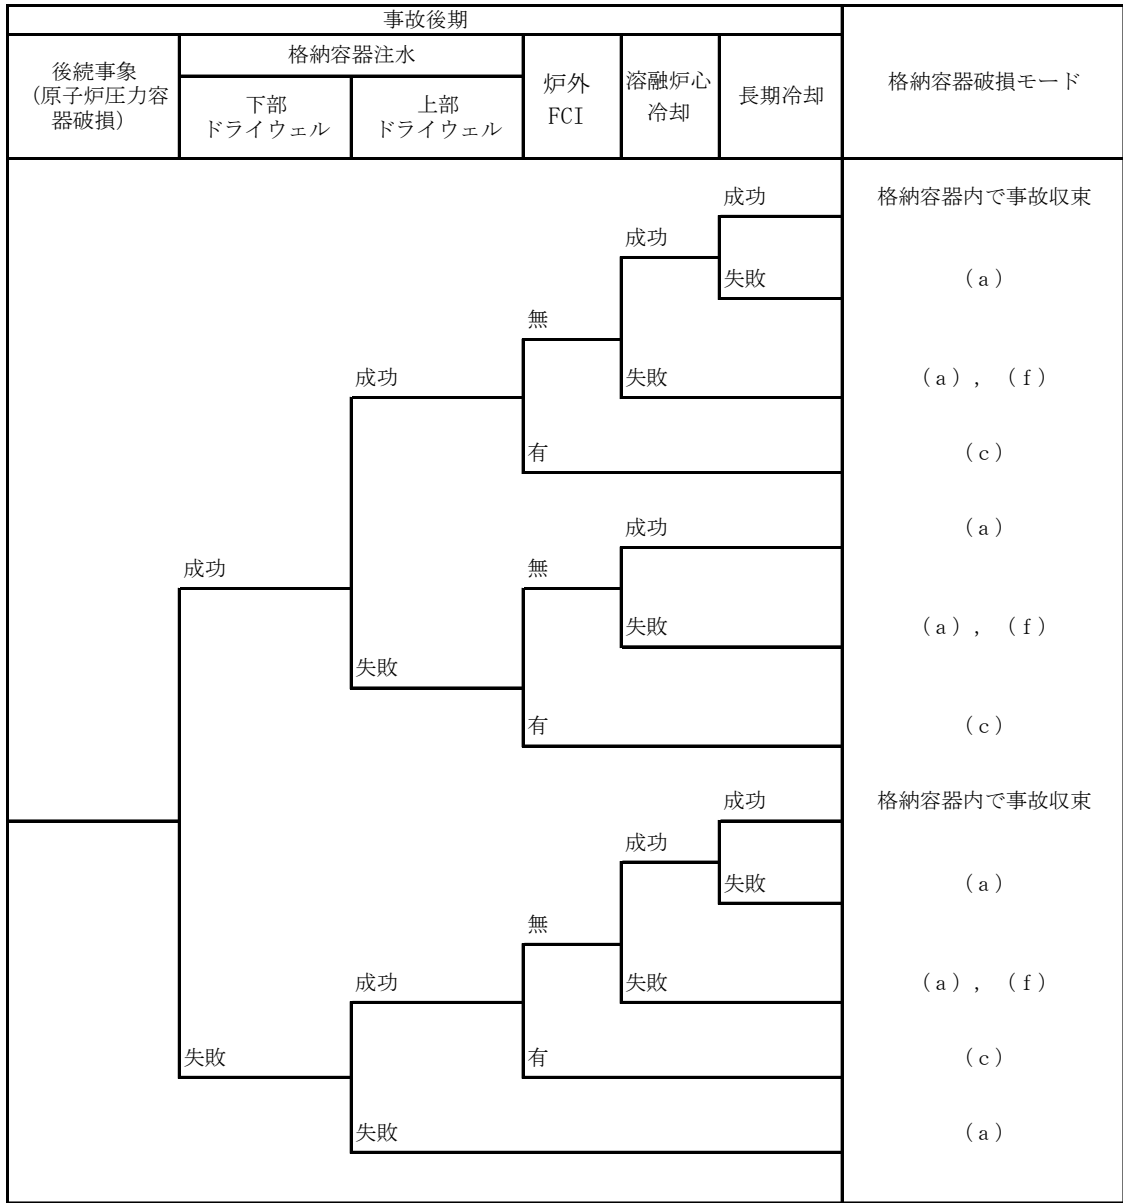 事故後期
後続事象
(原子炉圧力容
器破損)
格納容器注水
下部
ドライウェル
上部
ドライウェル
炉外
FCI
溶融炉心
冷却
長期冷却
格納容器破損モード
成功
格納容器内で事故収束
成功
失敗
(a)
無
成功
失敗
(a), (f)
有
(c)
成功
(a)
成功
無
失敗
(a), (f)
失敗
有
(c)
成功
格納容器内で事故収束
成功
失敗
(a)
無
成功
失敗
(a), (f)
失敗
有
(c)
失敗
(a)